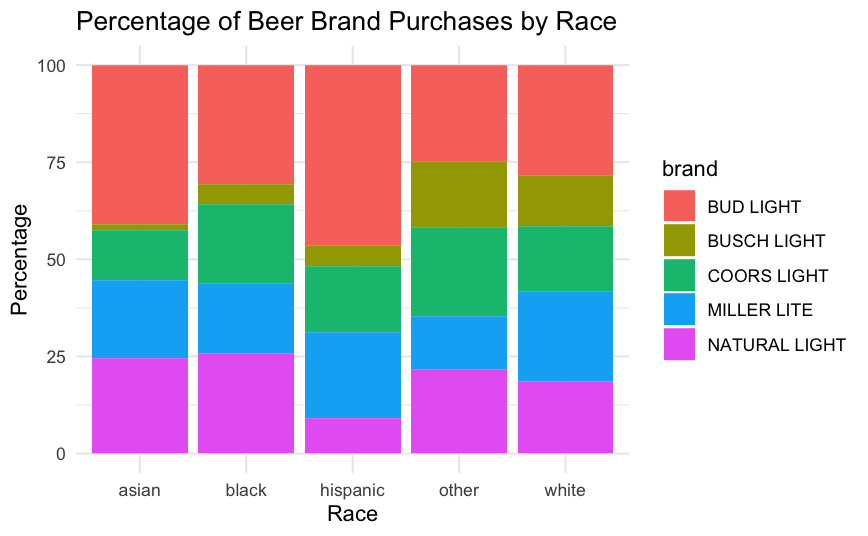 Percentage of Beer Brand Purchases by Race
Percentage
100
75
50
25
0
asian
black
hispanic
other
white
Race
brand
BUD LIGHT
BUSCH LIGHT
COORS LIGHT
MILLER LITE
NATURAL LIGHT